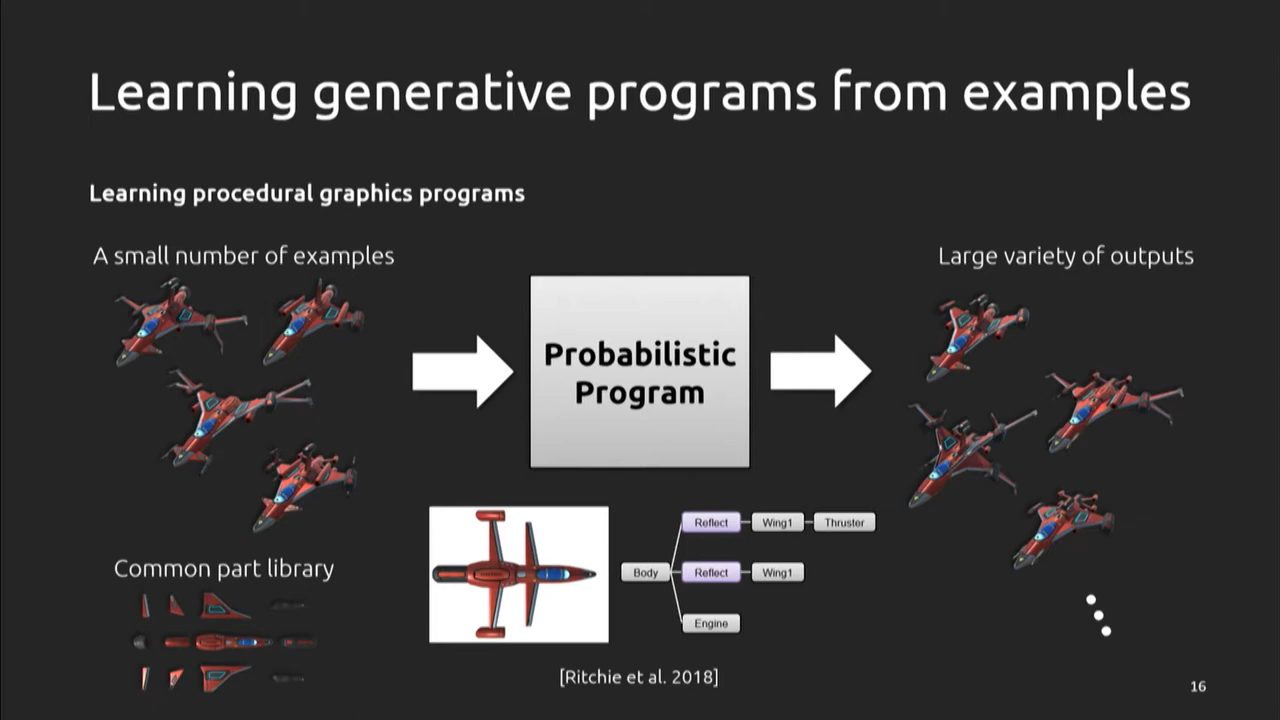 Learning generative programs from examples
Learning procedural graphics programs
A small number of examples
Large variety of outputs
Probabilistic
Program
Reflect
Wing1
Thruster
Body
Reflect
Wing1
Engine
Common part library
[Ritchie et al. 2018]
16